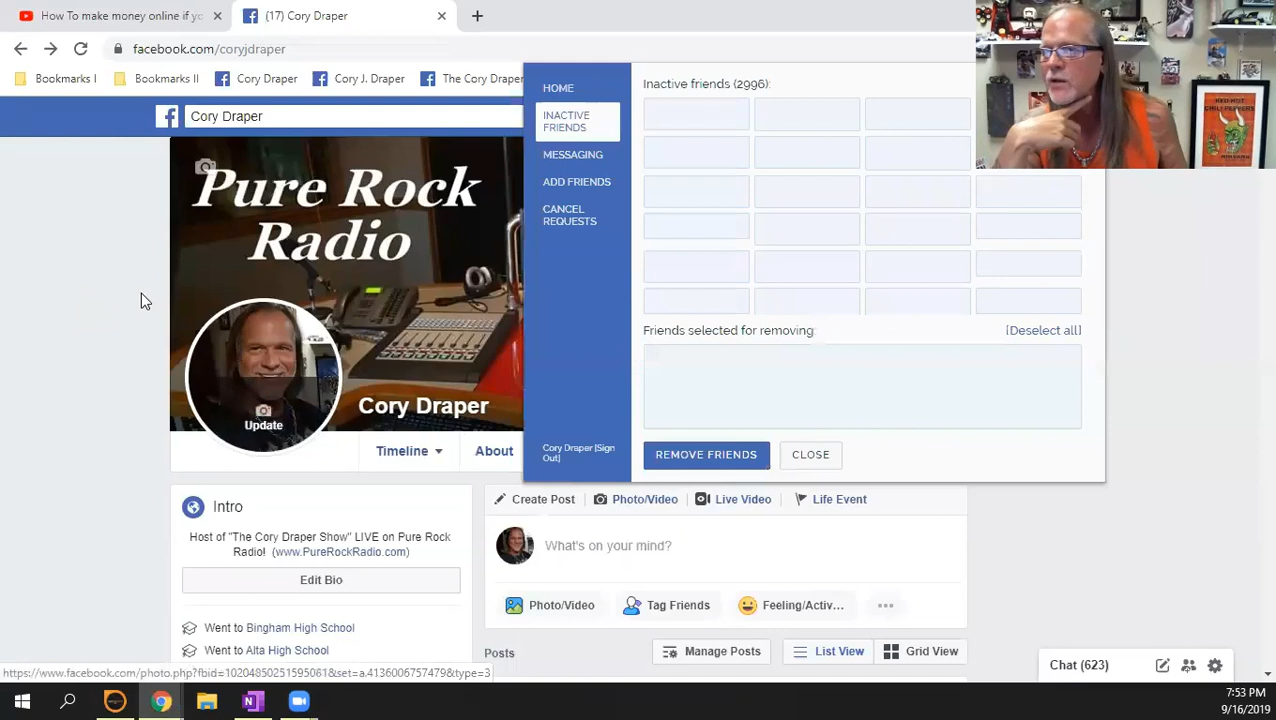 How To make money online if yo
(17) Cory Draper
facebook.com/coryjdraper
Bookmarks I
Bookmarks II
Cory Draper
Cory J. Draper
The Cory Draper
Cory Draper
Pure Rock
Radio
Cory Draper
Update
Timeline
About
HOME
INACTIVE
FRIENDS
MESSAGING
ADD FRIENDS
CANCEL
REQUESTS
Cory Draper [Sign
Out]
Inactive friends (2996):
Friends selected for removing:
[Deselect all]
REMOVE FRIENDS
CLOSE
RED HOT
CHILI PEPPERS
Intro
Host of "The Cory Draper Show" LIVE on Pure Rock
Radio! (www.PureRockRadio.com)
Edit Bio
Went to Bingham High School
Went to Alta High School
Create Post
Photo/Video
Live Video
Life Event
What's on your mind?
Photo/Video
Tag Friends
Feeling/Activ...
Posts
Manage Posts
List View
Grid View
Chat (623)
https://www.facebook.com/photo.php?fbid=10204850251595061&set=a.4136006757479&type=3
7:53 PM
9/16/2019